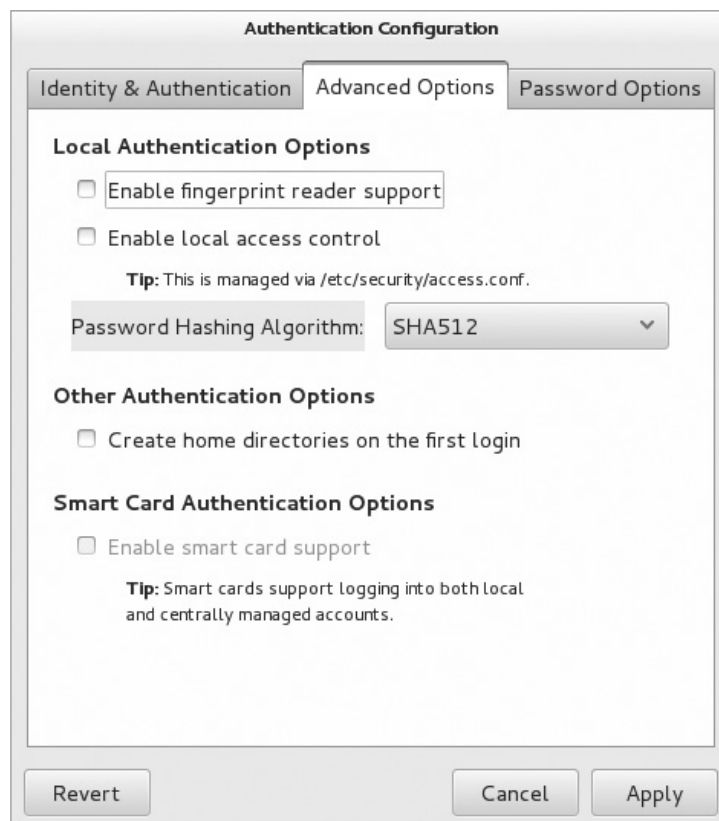 Authentication Configuration
Identity & Authentication
Advanced Options
Password Options
Local Authentication Options
Enable fingerprint reader support
Enable local access control
Tip: This is managed via /etc/security/access.conf.
Password Hashing Algorithm:
SHA512
Other Authentication Options
Create home directories on the first login
Smart Card Authentication Options
Enable smart card support
Tip: Smart cards support logging into both local
and centrally managed accounts.
Revert
Cancel
Apply